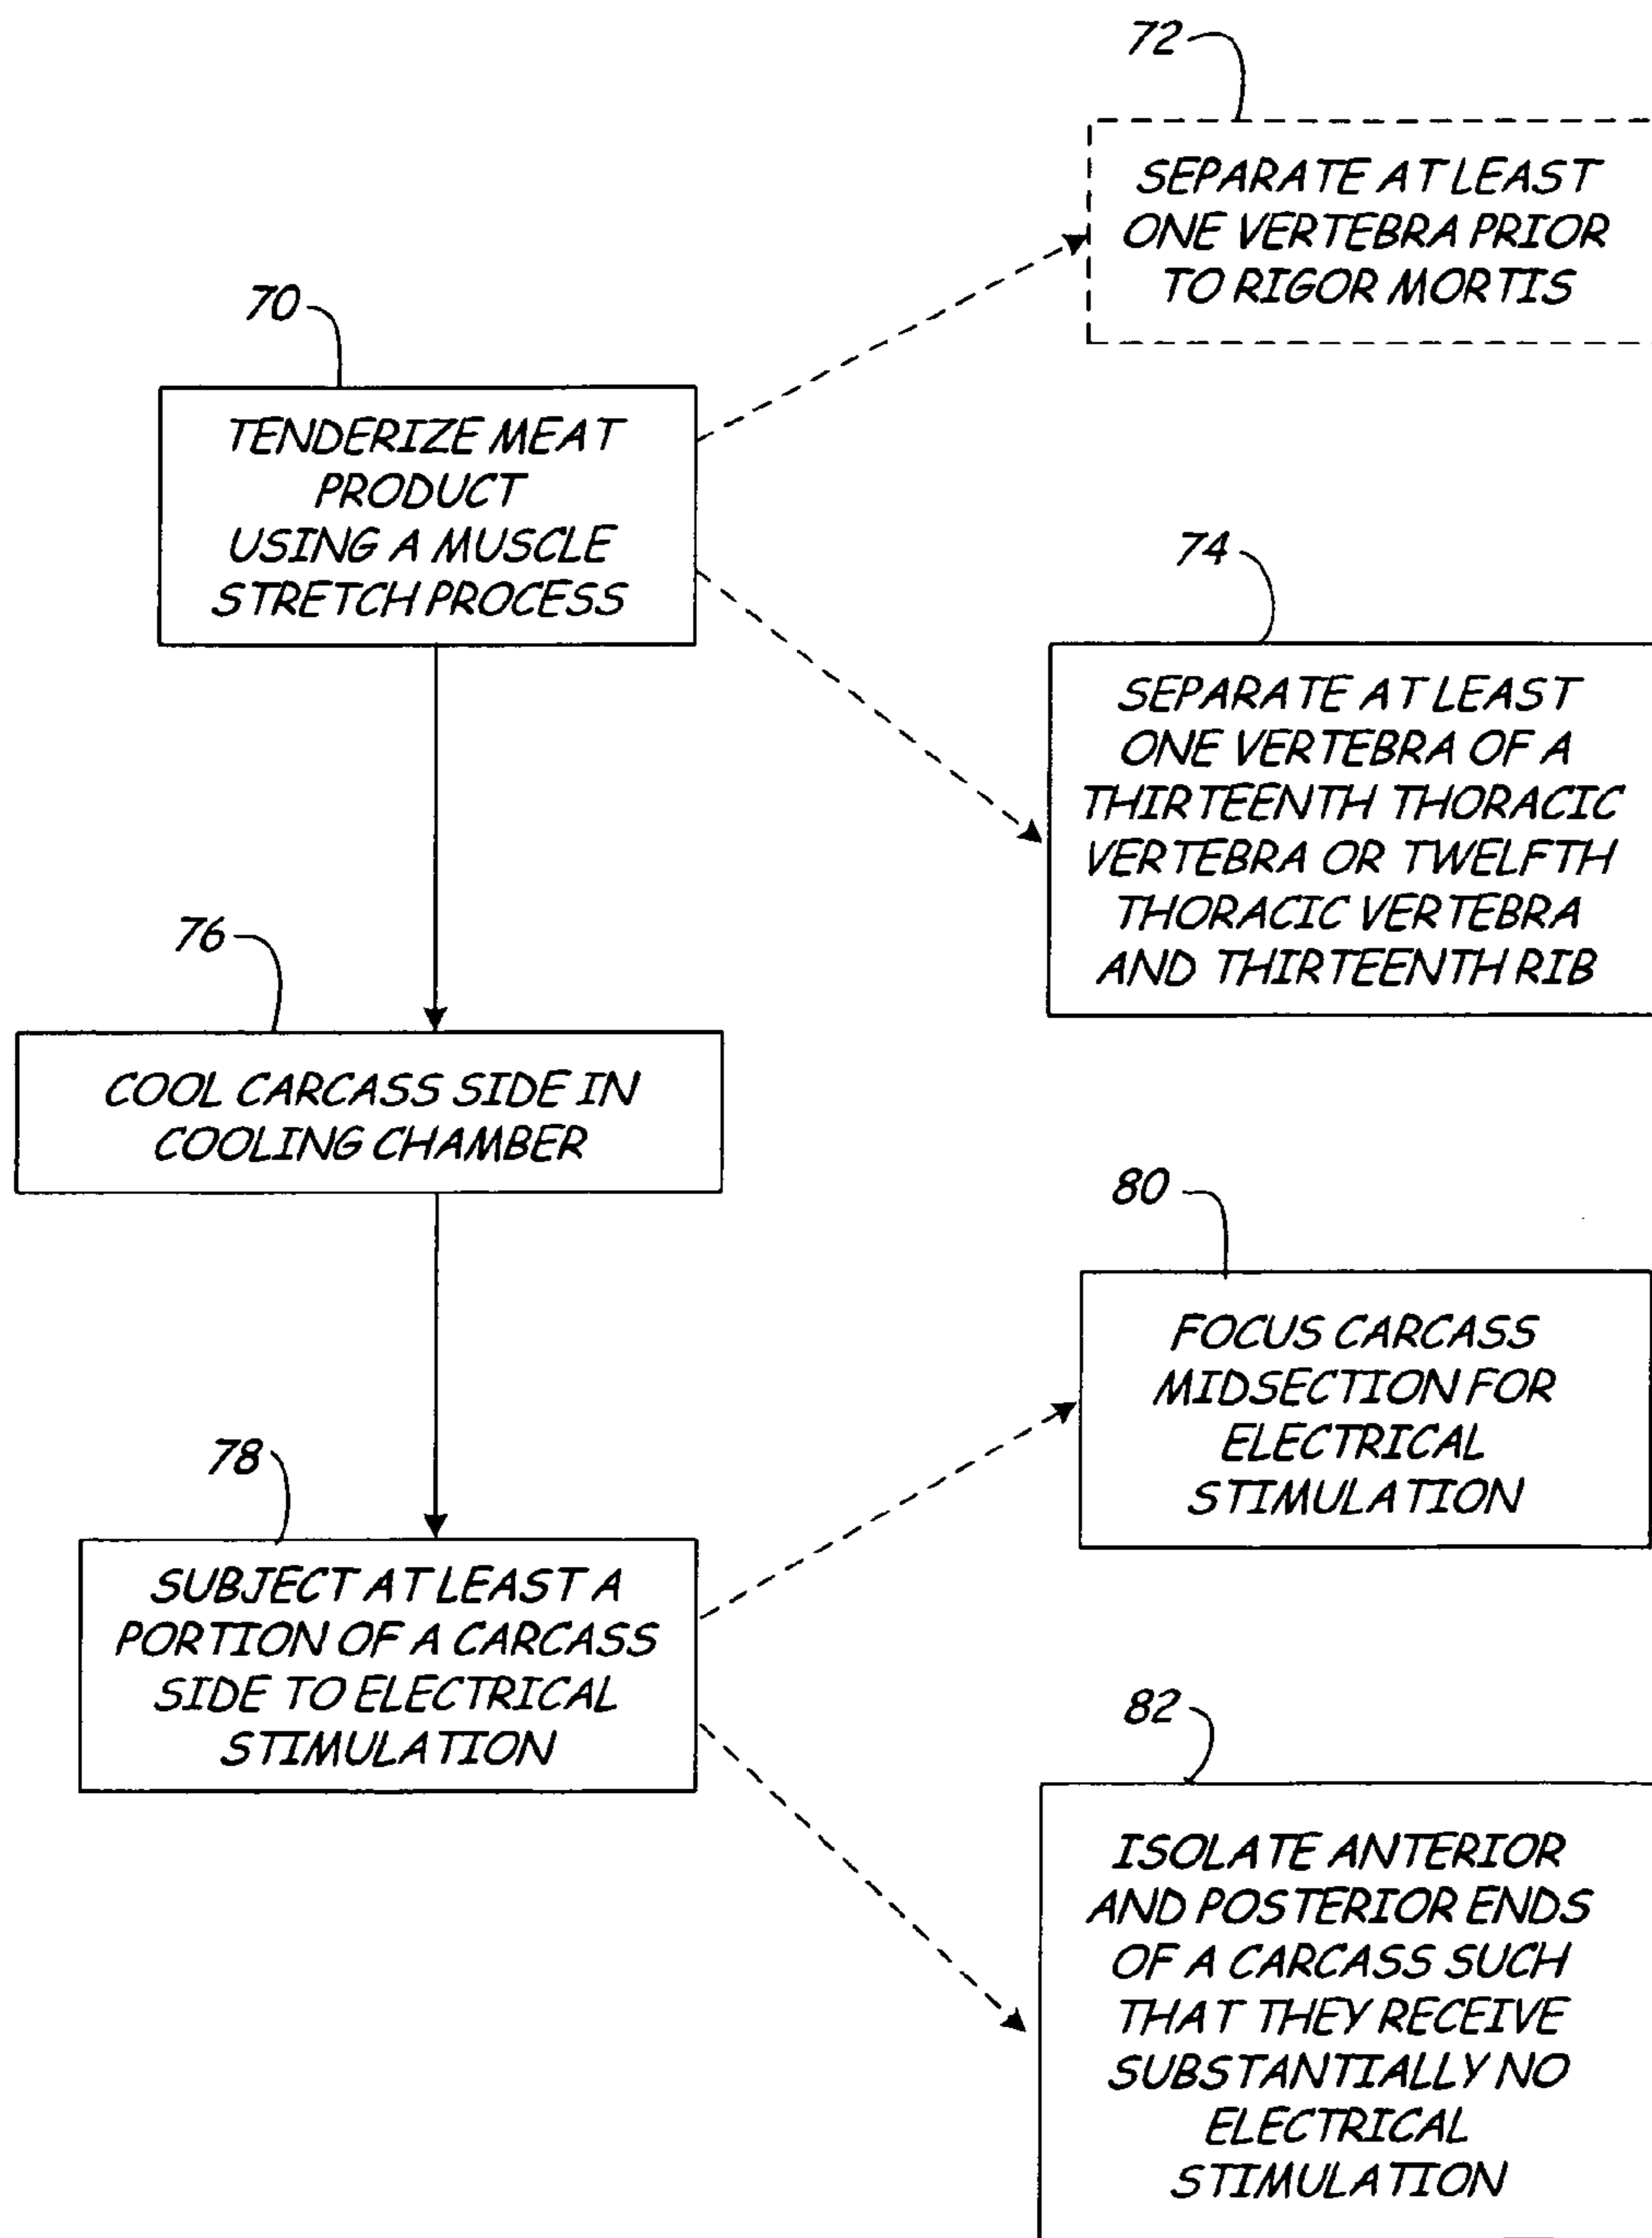 72
SEPARATE AT LEAST
ONE VERTEBRA PRIOR
TO RIGOR MORTIS
70
TENDERIZE MEAT
PRODUCT
USING A MUSCLE
STRETCH PROCESS
74
SEPARATE AT LEAST
ONE VERTEBRA OF A
THIRTEENTH THORACIC
VERTEBRA OR TWELFTH
THORACIC VERTEBRA
AND THIRTEENTH RIB
76
COOL CARCASS SIDE IN
COOLING CHAMBER
80
FOCUS CARCASS
MIDSECTION FOR
ELECTRICAL
STIMULATION
78
SUBJECT AT LEAST A
PORTION OF A CARCASS
SIDE TO ELECTRICAL
STIMULATION
82
ISOLATE ANTERIOR
AND POSTERIOR ENDS
OF A CARCASS SUCH
THAT THEY RECEIVE
SUBSTANTIALLY NO
ELECTRICAL
STIMULATION